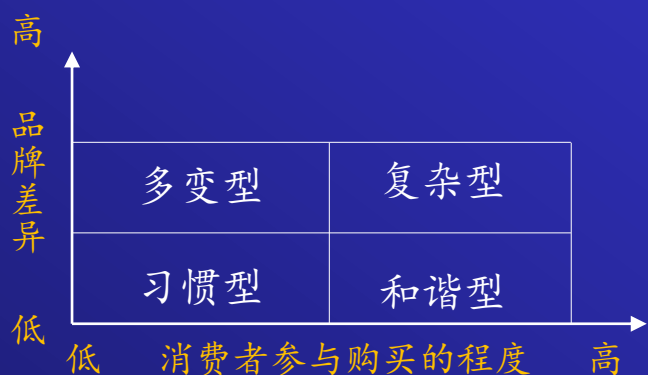 高
品牌差异
低
多变型 复杂型
习惯型 和谐型
低 消费者参与购买的程度 高